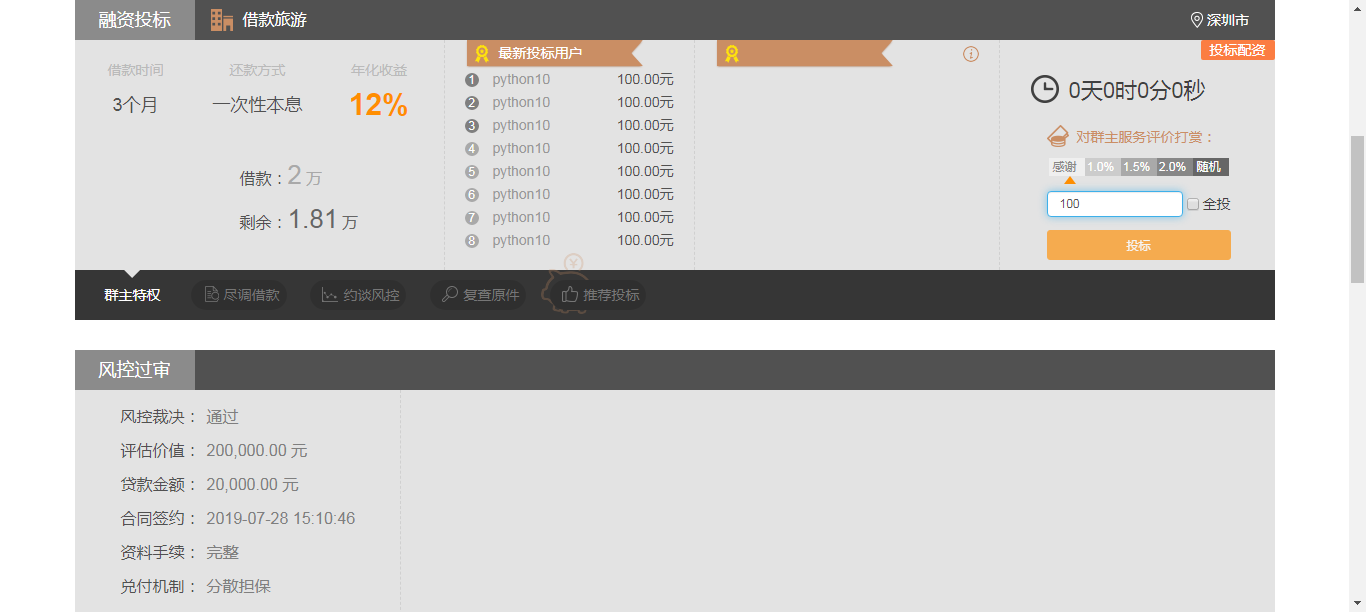 融资投标 借款旅游 深圳市
借款时间 还款方式 年化收益
3个月 一次性本息 12%
借款：2 万
剩余：1.81 万
最新投标用户
1 python10 100.00元
2 python10 100.00元
3 python10 100.00元
4 python10 100.00元
5 python10 100.00元
6 python10 100.00元
7 python10 100.00元
8 python10 100.00元
投标配资
0天0时0分0秒
对群主服务评价打赏：
感谢 1.0% 1.5% 2.0% 随机
100 全投
投标
群主特权 尽调借款 约谈风控 复查原件 推荐投标
风控过审
风控裁决： 通过
评估价值： 200,000.00 元
贷款金额： 20,000.00 元
合同签约： 2019-07-28 15:10:46
资料手续： 完整
兑付机制： 分散担保